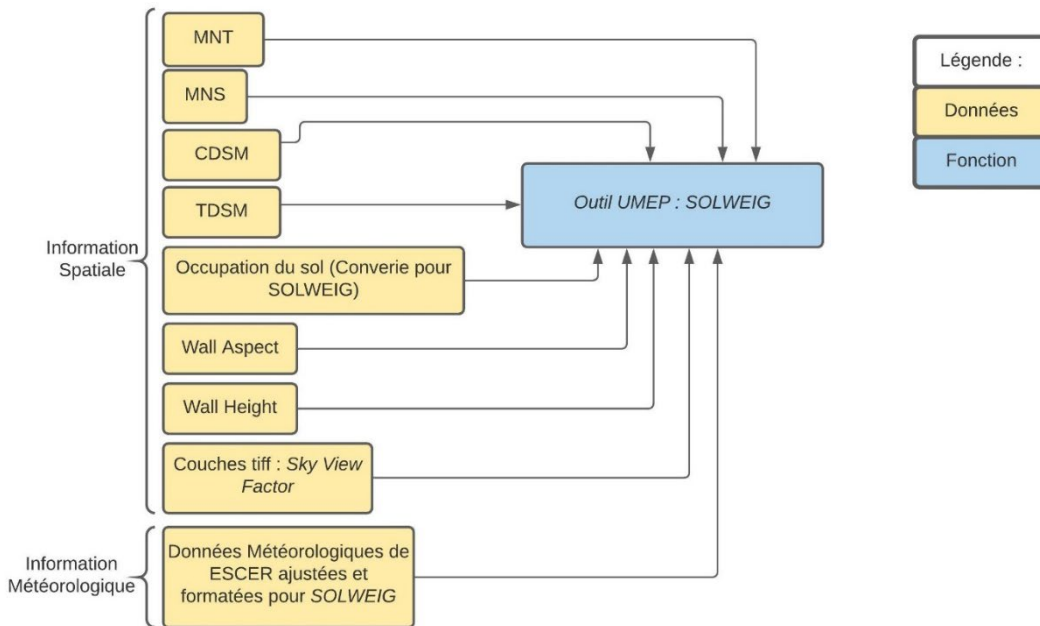 MNT
MNS
CDSM
TDSM
Information
Spatiale
Occupation du sol (Converie pour
SOLWEIG)
Wall Aspect
Wall Height
Couches tiff : Sky View
Factor
Information
Météorologique
Données Météorologiques de
ESCER ajustées et
formatées pour SOLWEIG
Outil UMEP : SOLWEIG
Légende :
Données
Fonction